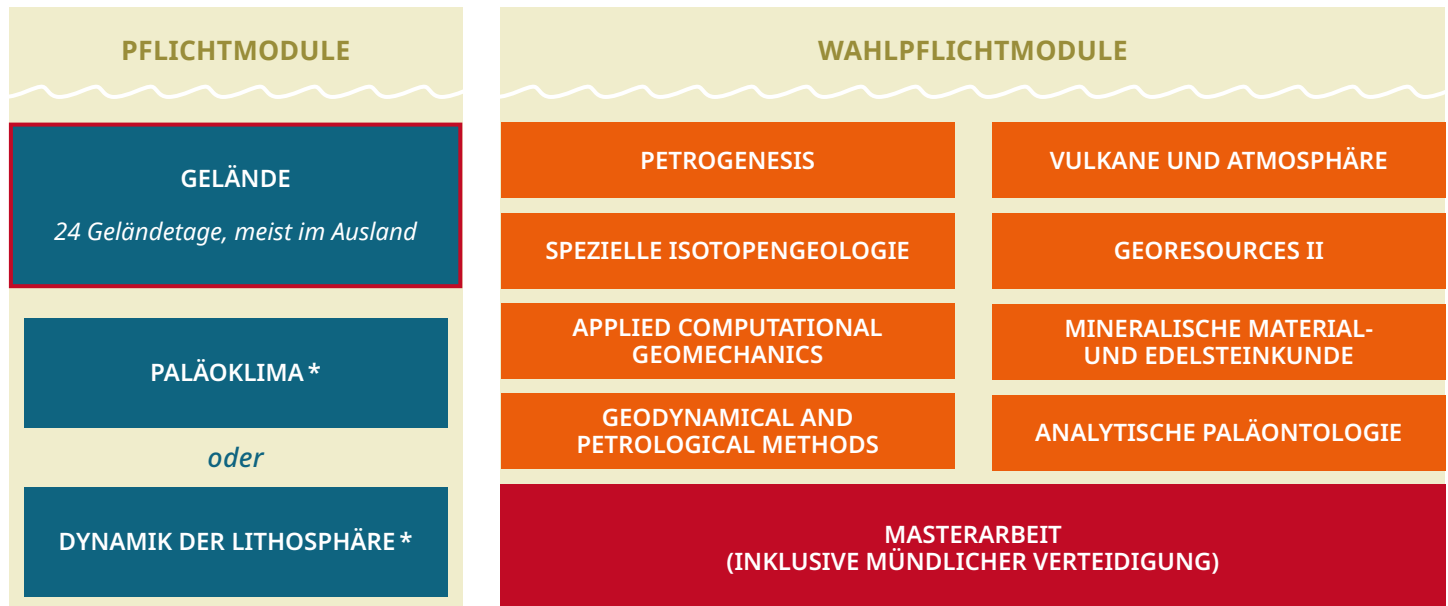 PFLICHTMODULE
GELÄNDE
24 Geländetage, meist im Ausland
PALÄOKLIMA *
oder
DYNAMIK DER LITHOSPHÄRE *
WAHLPFLICHTMODULE
PETROGENESIS
VULKANE UND ATMOSPHÄRE
SPEZIELLE ISOTOPENGEOLOGIE
GEORESOURCES II
APPLIED COMPUTATIONAL
GEOMECHANICS
MINERALISCHE MATERIAL-
UND EDELSTEINKUNDE
GEODYNAMICAL AND
PETROLOGICAL METHODS
ANALYTISCHE PALÄONTOLOGIE
MASTERARBEIT
(INKLUSIVE MÜNDLICHER VERTEIDIGUNG)